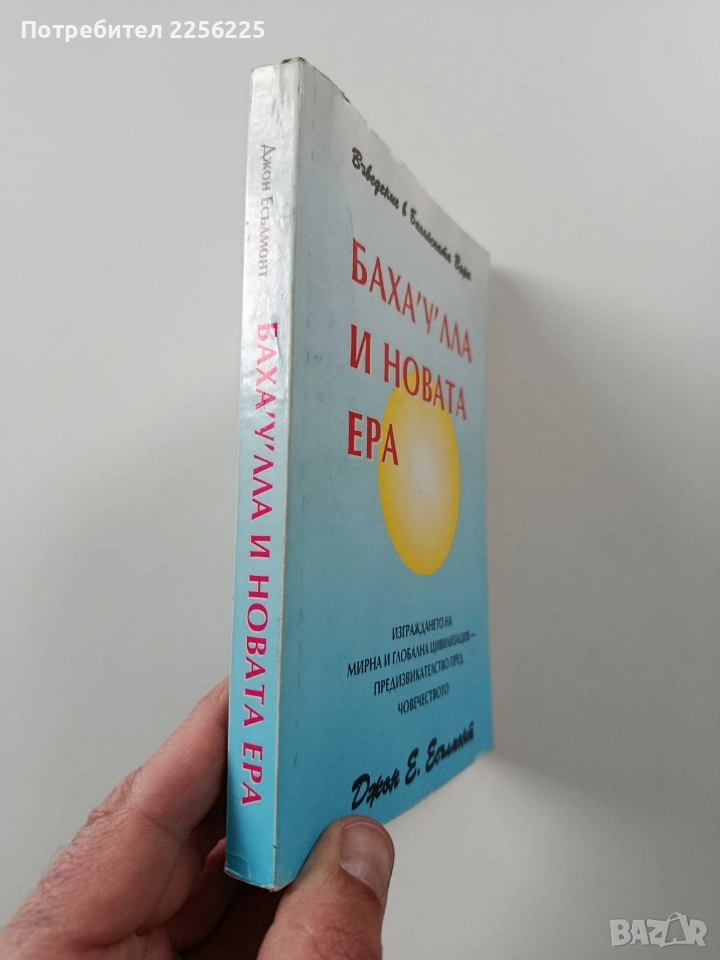 Потребител 2256225
Джон Есълмонт
БАХА'У'ЛЛА И НОВАТА ЕРА
Въведение в Бахайската Вяра
БАХА'У'ЛЛА
И НОВАТА
ЕРА
ИЗГРАЖДАНЕТО НА
МИРНА И ГЛОБАЛНА ЦИВИЛИЗАЦИЯ —
ПРЕДИЗВИКАТЕЛСТВО ПРЕД
ЧОВЕЧЕСТВОТО
Джон Е. Есълмонт
BAZAR